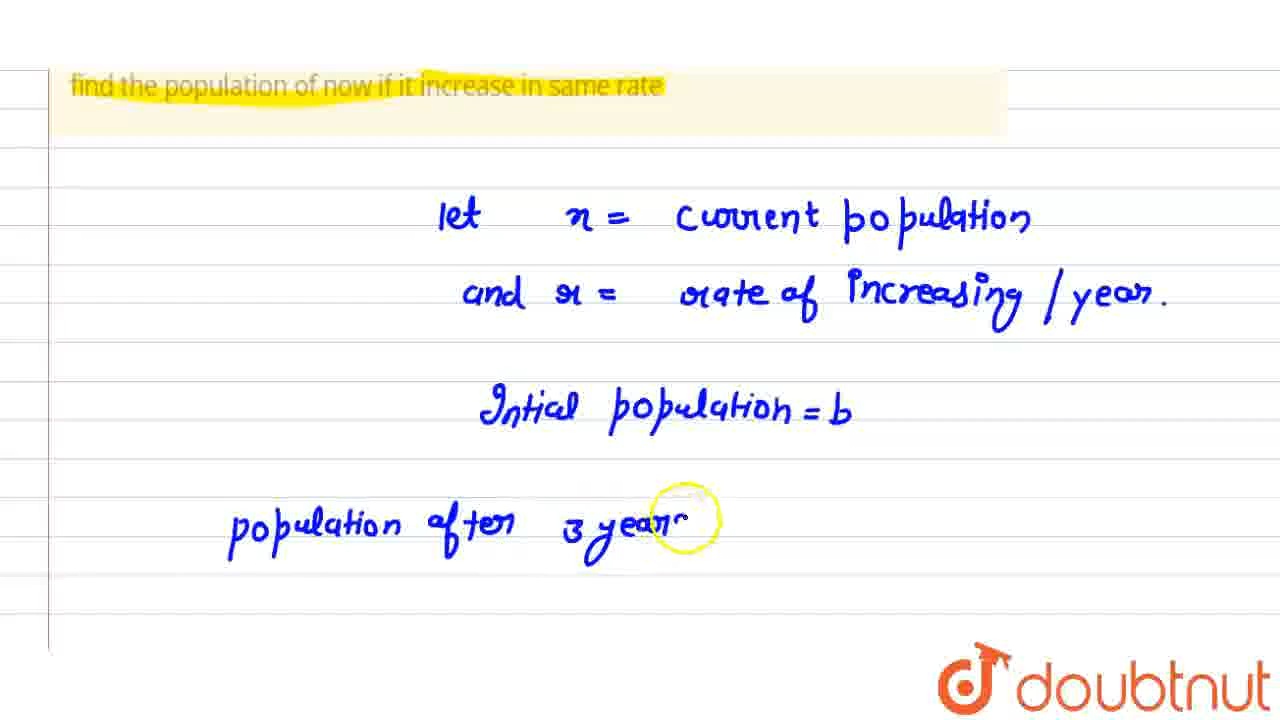 find the population of now if it increase in same rate
let x = current population
and r = rate of increasing / year.
Intial population = b
population after 3 years
doubtnut